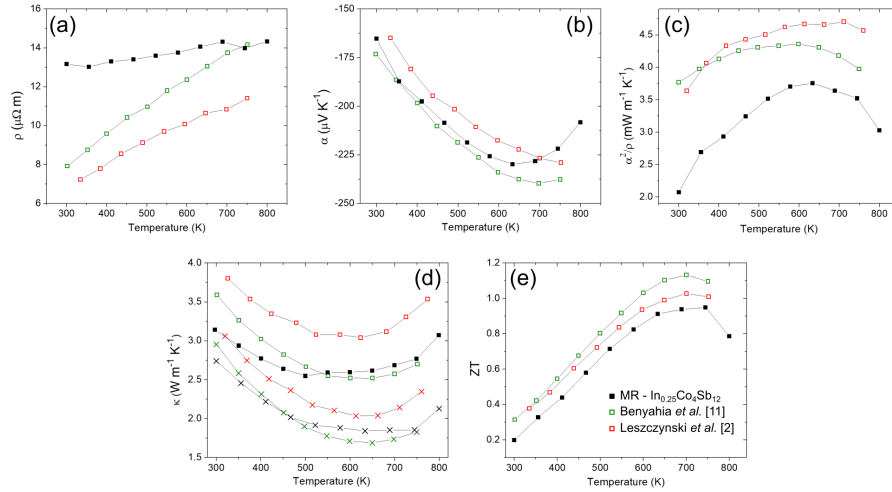 (a)
16
14
12
10
8
6
ρ (μΩ m)
300 400 500 600 700 800
Temperature (K)
(b)
-150
-175
-200
-225
-250
α (μV K⁻¹)
300 400 500 600 700 800
Temperature (K)
(c)
4.5
4.0
3.5
3.0
2.5
2.0
α²/ρ (mW m⁻¹ K⁻¹)
300 400 500 600 700 800
Temperature (K)
(d)
4.0
3.5
3.0
2.5
2.0
1.5
κ (W m⁻¹ K⁻¹)
300 400 500 600 700 800
Temperature (K)
(e)
1.2
1.0
0.8
0.6
0.4
0.2
ZT
MR - In₀.₂₅Co₄Sb₁₂
Benyahia et al. [11]
Leszczynski et al. [2]
300 400 500 600 700 800
Temperature (K)